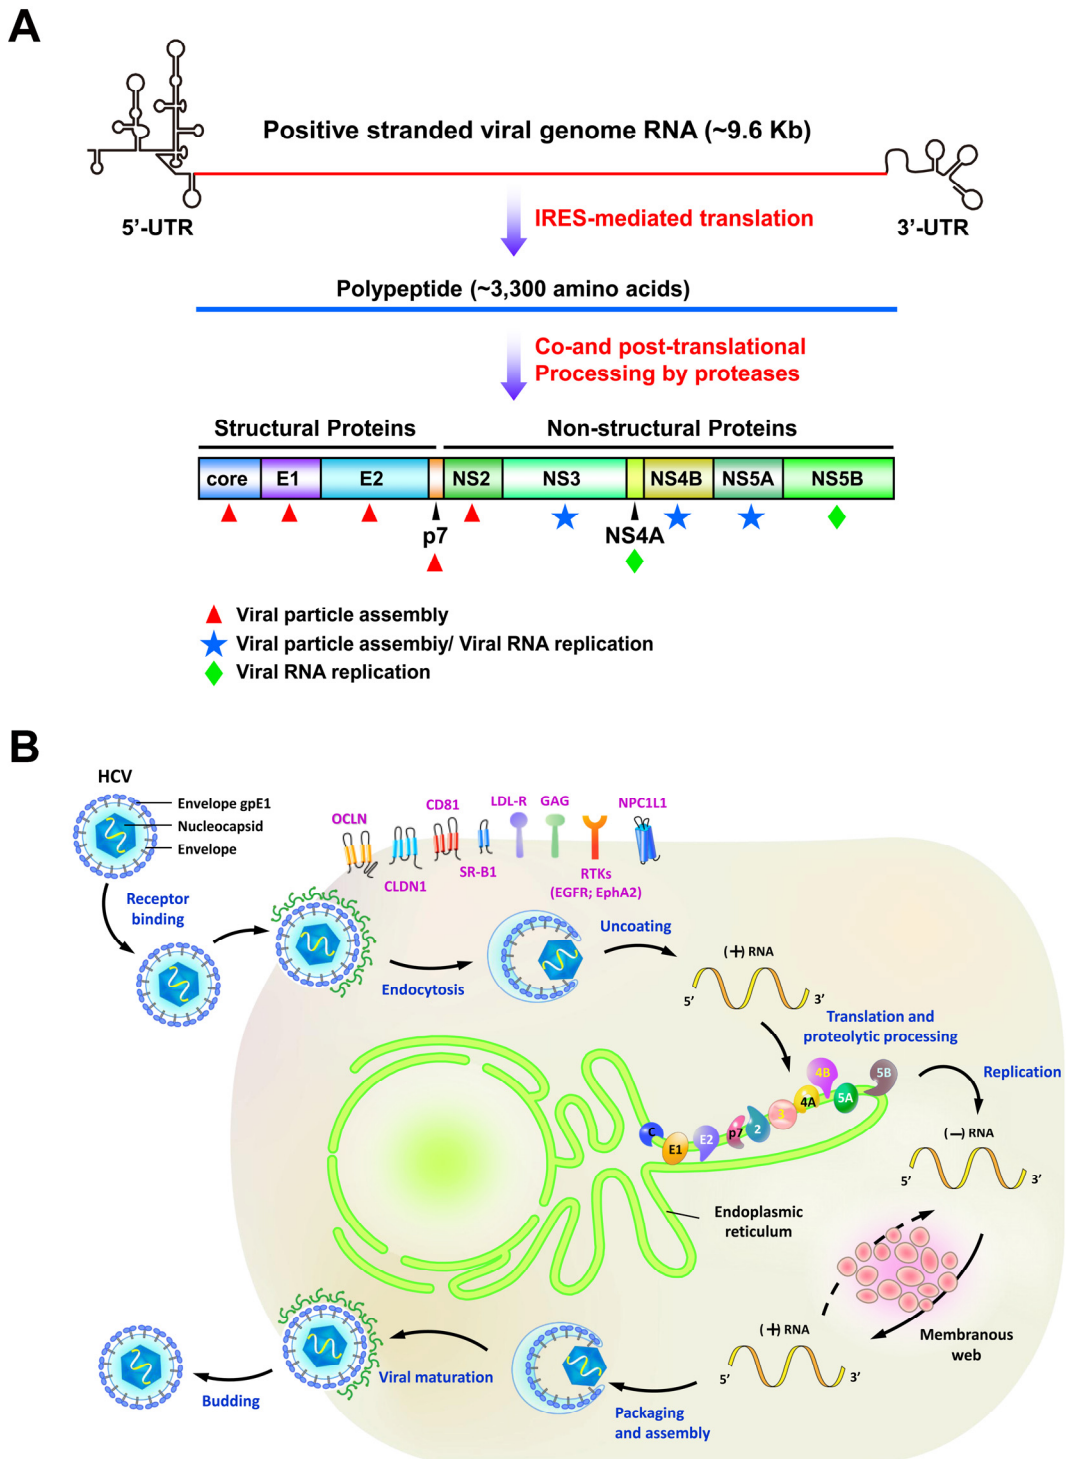 A
Positive stranded viral genome RNA (~9.6 Kb)
5’-UTR
3’-UTR
IRES-mediated translation
Polypeptide (~3,300 amino acids)
Co-and post-translational
Processing by proteases
Structural Proteins
Non-structural Proteins
core
E1
E2
NS2
NS3
NS4B
NS5A
NS5B
p7
NS4A
Viral particle assembly
Viral particle assembiy/ Viral RNA replication
Viral RNA replication
B
HCV
Envelope gpE1
Nucleocapsid
Envelope
OCLN
CLDN1
CD81
SR-B1
LDL-R
GAG
RTKs
(EGFR; EphA2)
NPC1L1
Receptor
binding
Endocytosis
Uncoating
(+) RNA
5’
3’
Translation and
proteolytic processing
C
E1
E2
p7
2
3
4A
4B
5A
5B
Replication
(−) RNA
5’
3’
Endoplasmic
reticulum
Membranous
web
(+) RNA
5’
3’
Packaging
and assembly
Viral maturation
Budding